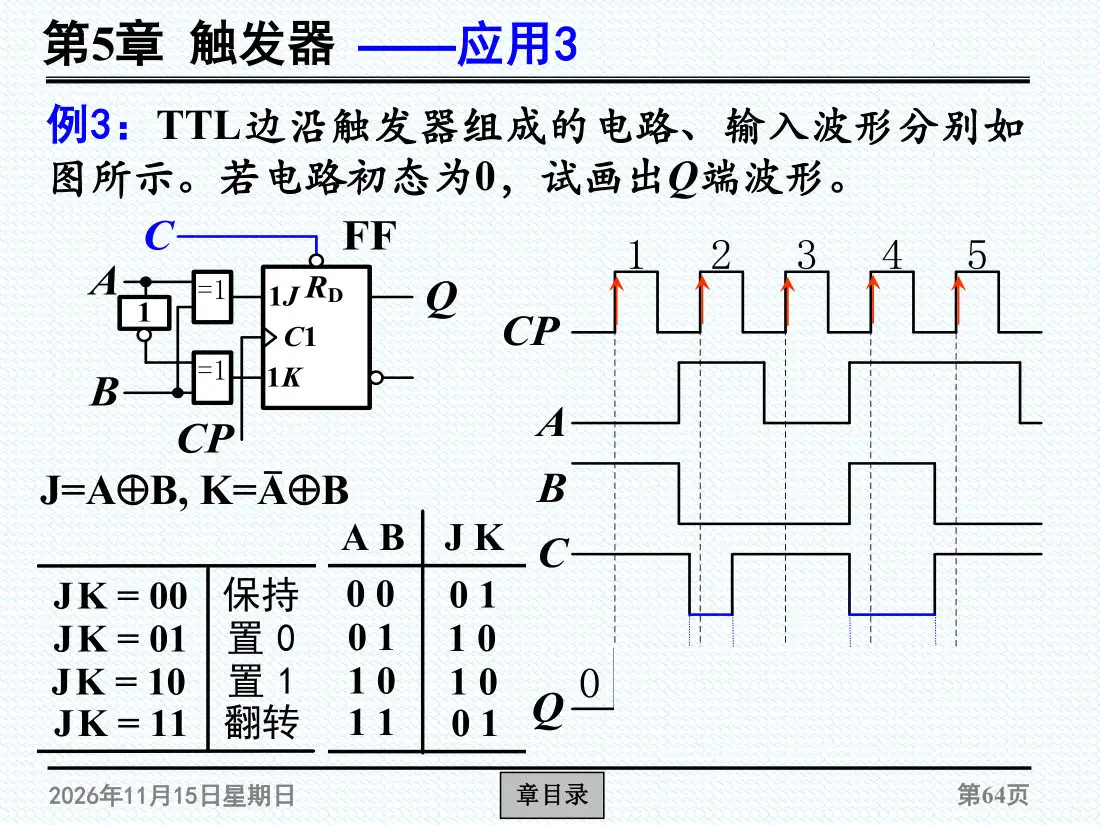 第5章 触发器 ——应用3
例3：TTL边沿触发器组成的电路、输入波形分别如
图所示。若电路初态为0，试画出Q端波形。
C FF
A =1 1J RD Q
1 C1
=1 1K
B
CP
1 2 3 4 5
CP
A
B
C
Q 0
J=A⊕B, K=Ā⊕B
JK = 00 保持
JK = 01 置 0
JK = 10 置 1
JK = 11 翻转
A B J K
0 0 0 1
0 1 1 0
1 0 1 0
1 1 0 1
2026年11月15日星期日
章目录
第64页